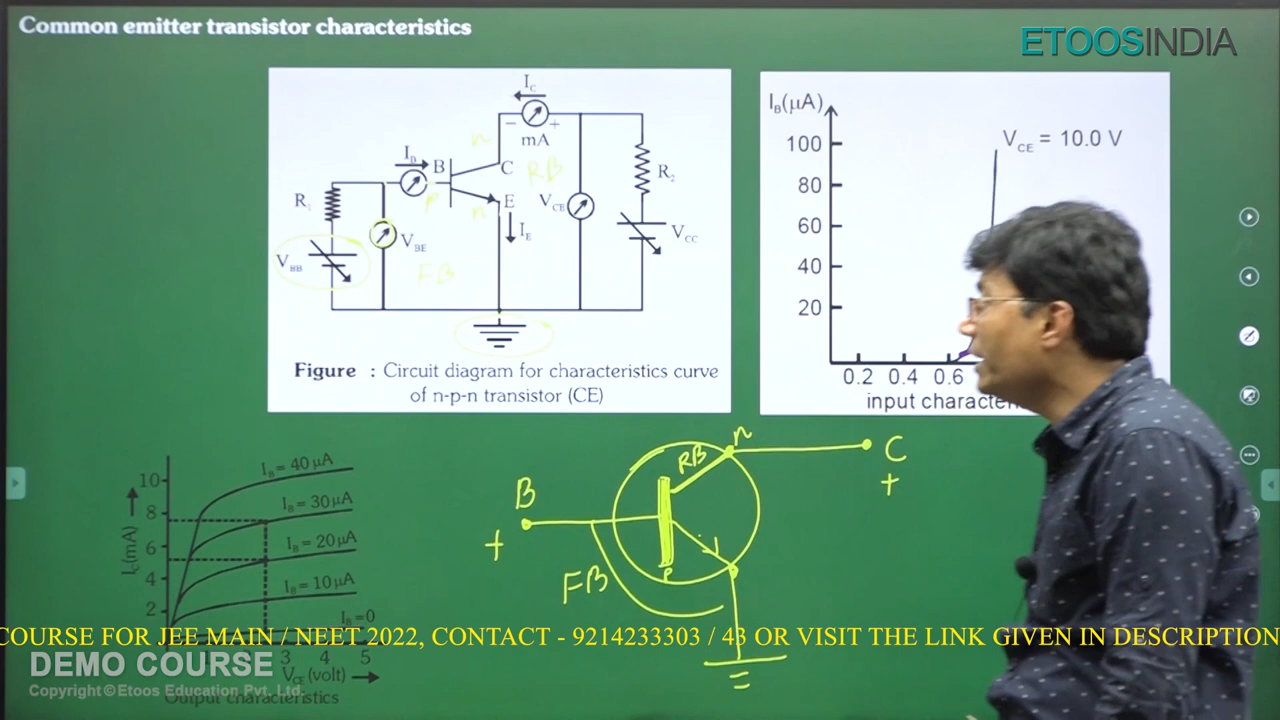 Common emitter transistor characteristics
ETOOSINDIA
I_C
mA
− +
n
I_B
B
C
RB
R_1
p
n
E
V_CE
R_2
V_BE
I_E
V_BB
V_CC
FB
Figure : Circuit diagram for characteristics curve
of n-p-n transistor (CE)
I_B(μA)
100
80
60
40
20
V_CE = 10.0 V
0.2 0.4 0.6
input
n
RB
C
+
B
+
P
FB
I_C(mA)
10
8
6
4
2
I_B = 40 μA
I_B = 30 μA
I_B = 20 μA
I_B = 10 μA
I_B = 0
COURSE FOR JEE MAIN / NEET 2022, CONTACT - 9214233303 / 43 OR VISIT THE LINK GIVEN IN DESCRIPTION
DEMO COURSE
3 4 5
V_CE (volt)
Copyright © Etoos Education Pvt. Ltd.
Output characteristics